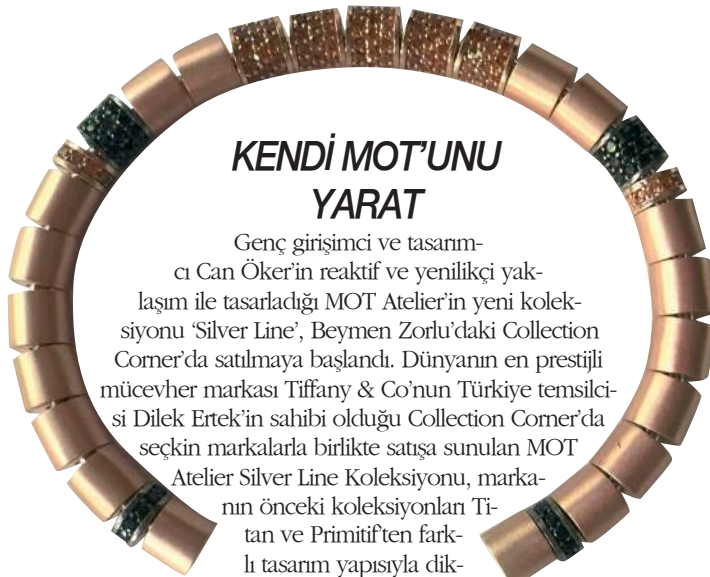 KENDİ MOT’UNU
YARAT
Genç girişimci ve tasarım-
cı Can Öker’in reaktif ve yenilikçi yak-
laşım ile tasarladığı MOT Atelier’in yeni kolek-
siyonu ‘Silver Line’, Beymen Zorlu’daki Collection
Corner’da satılmaya başlandı. Dünyanın en prestijli
mücevher markası Tiffany & Co’nun Türkiye temsilci-
si Dilek Ertek’in sahibi olduğu Collection Corner’da
seçkin markalarla birlikte satışa sunulan MOT
Atelier Silver Line Koleksiyonu, marka-
nın önceki koleksiyonları Ti-
tan ve Primitif’ten fark-
lı tasarım yapısıyla dik-